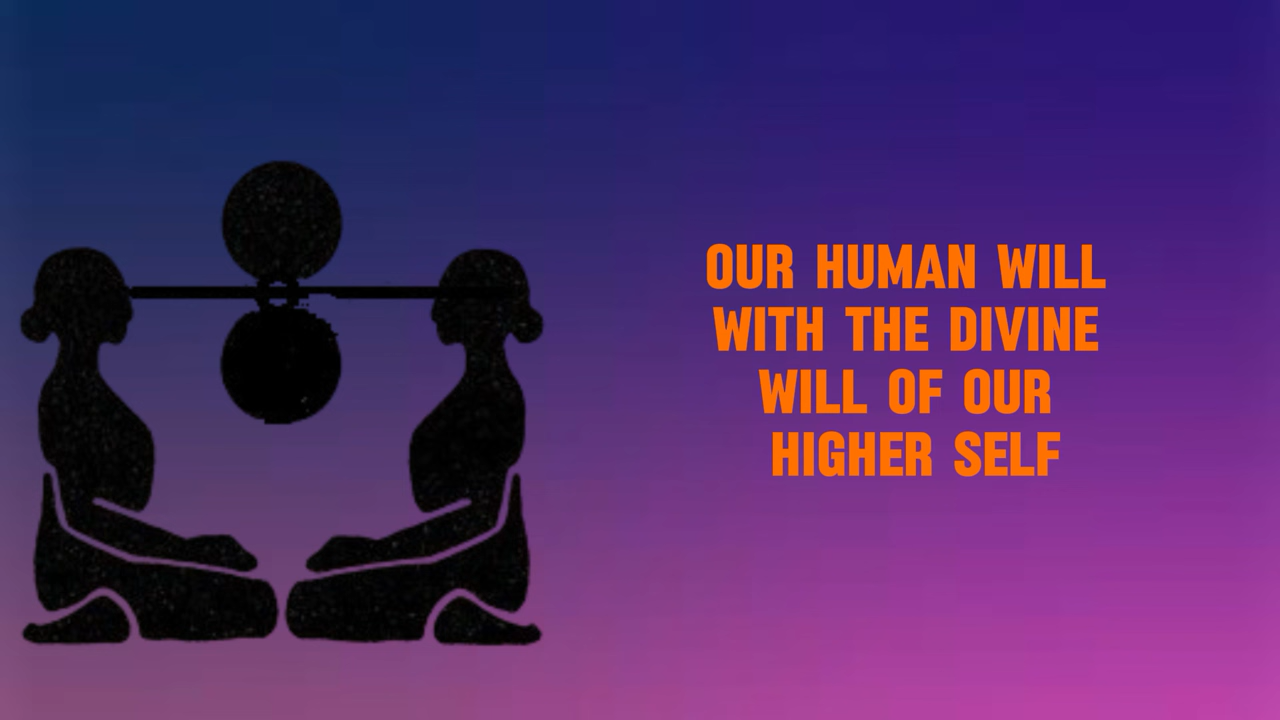 OUR HUMAN WILL
WITH THE DIVINE
WILL OF OUR
HIGHER SELF